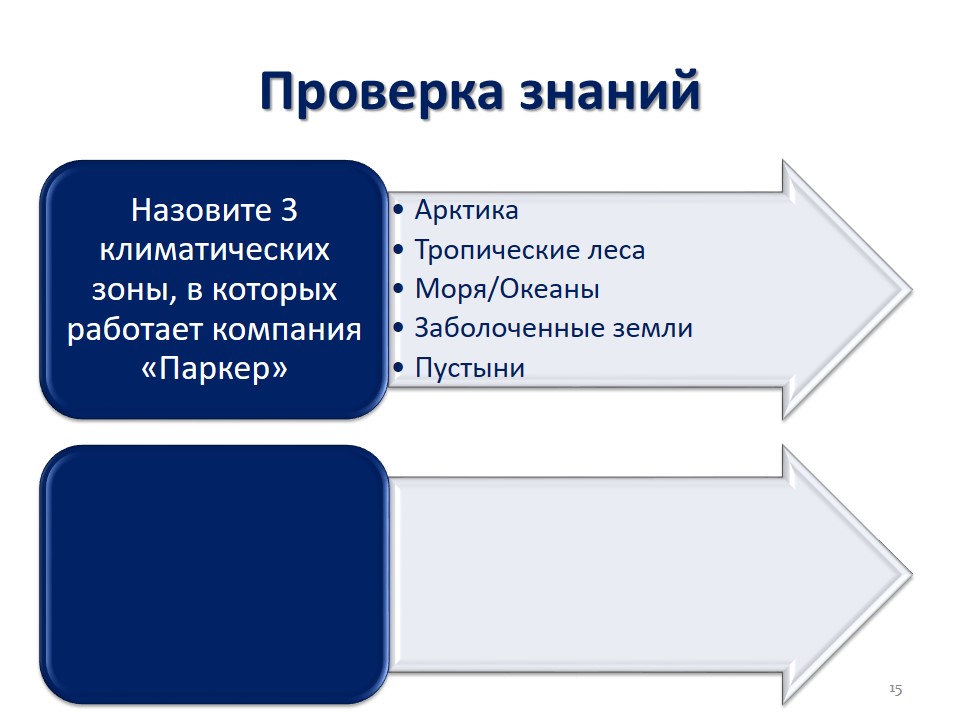 Проверка знаний
Назовите 3
климатических
зоны, в которых
работает компания
«Паркер»
• Арктика
• Тропические леса
• Моря/Океаны
• Заболоченные земли
• Пустыни
15